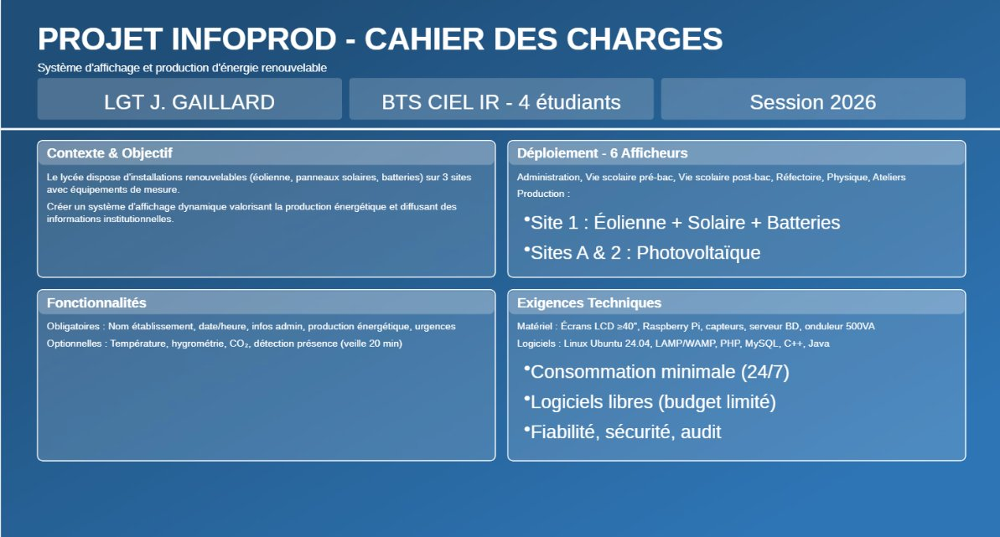 PROJET INFOPROD - CAHIER DES CHARGES
Système d'affichage et production d'énergie renouvelable
LGT J. GAILLARD
BTS CIEL IR - 4 étudiants
Session 2026
Contexte & Objectif
Le lycée dispose d'installations renouvelables (éolienne, panneaux solaires, batteries) sur 3 sites
avec équipements de mesure.
Créer un système d'affichage dynamique valorisant la production énergétique et diffusant des
informations institutionnelles.
Déploiement - 6 Afficheurs
Administration, Vie scolaire pré-bac, Vie scolaire post-bac, Réfectoire, Physique, Ateliers
Production :
•Site 1 : Éolienne + Solaire + Batteries
•Sites A & 2 : Photovoltaïque
Fonctionnalités
Obligatoires : Nom établissement, date/heure, infos admin, production énergétique, urgences
Optionnelles : Température, hygrométrie, CO₂, détection présence (veille 20 min)
Exigences Techniques
Matériel : Écrans LCD ≥40", Raspberry Pi, capteurs, serveur BD, onduleur 500VA
Logiciels : Linux Ubuntu 24.04, LAMP/WAMP, PHP, MySQL, C++, Java
•Consommation minimale (24/7)
•Logiciels libres (budget limité)
•Fiabilité, sécurité, audit